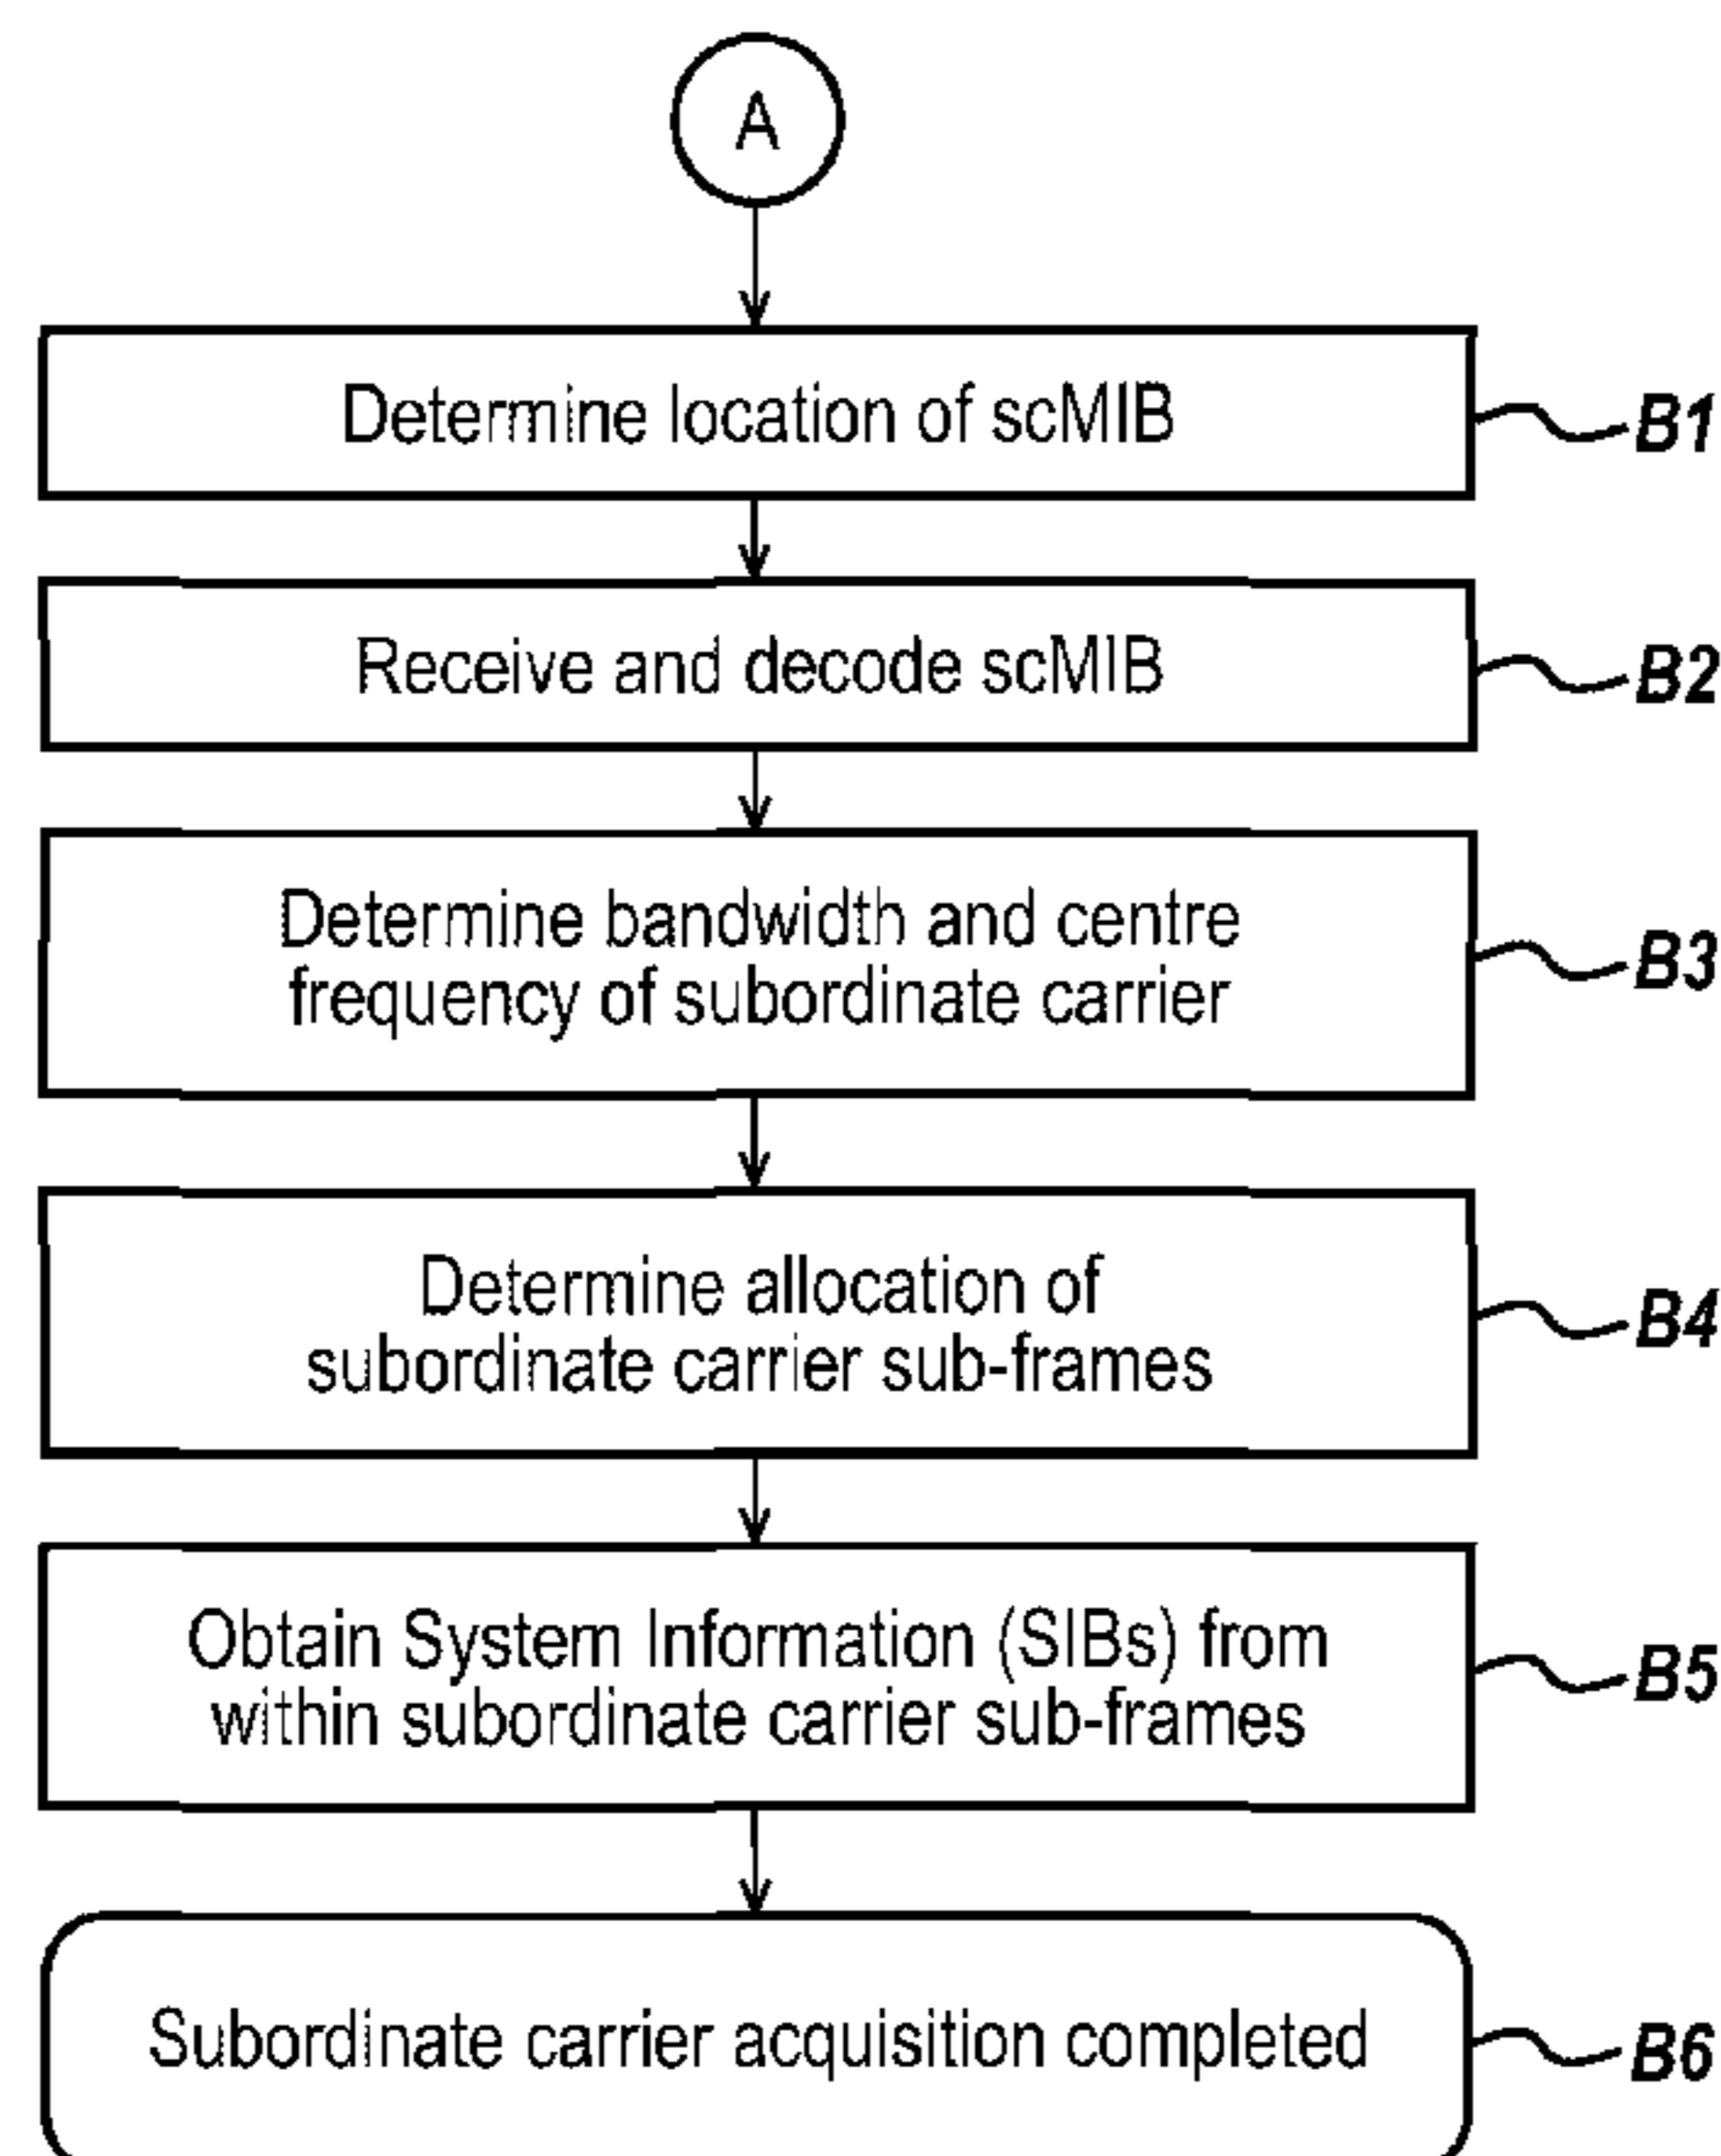 A
Determine location of scMIB
B1
Receive and decode scMIB
B2
Determine bandwidth and centre
frequency of subordinate carrier
B3
Determine allocation of
subordinate carrier sub-frames
B4
Obtain System Information (SIBs) from
within subordinate carrier sub-frames
B5
Subordinate carrier acquisition completed
B6